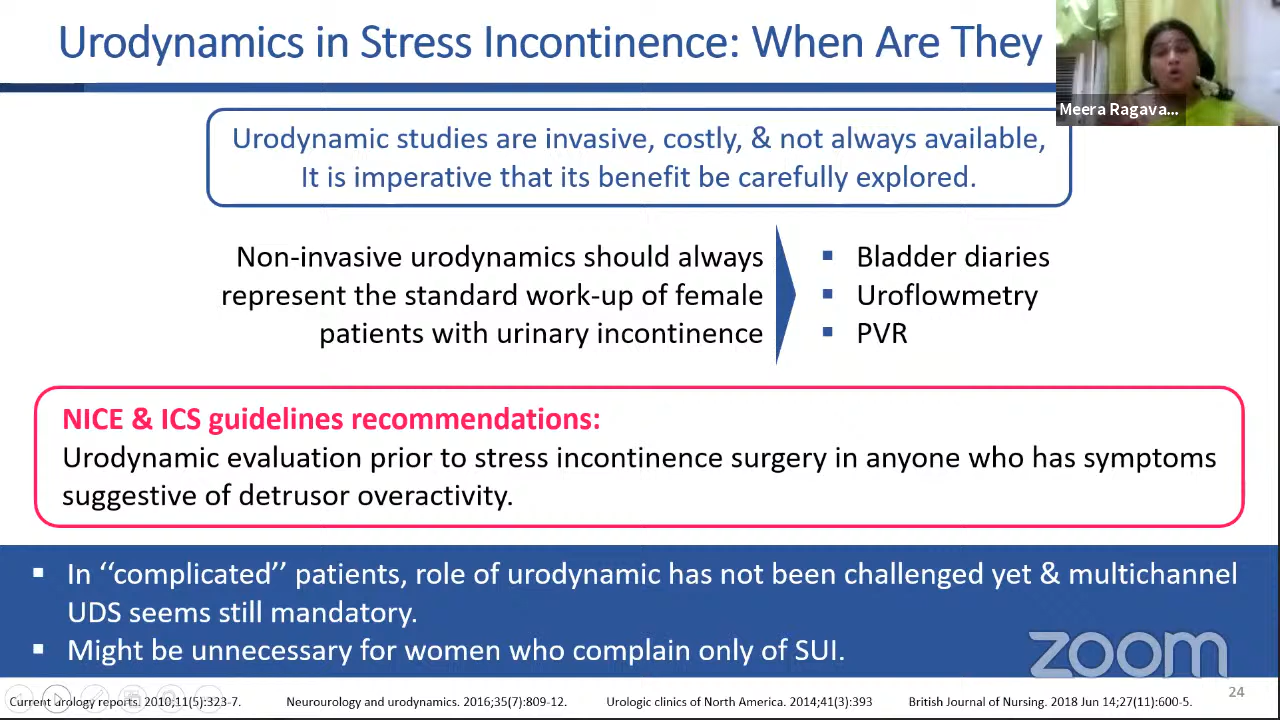 Urodynamics in Stress Incontinence: When Are They
Meera Ragava...
Urodynamic studies are invasive, costly, & not always available,
It is imperative that its benefit be carefully explored.
Non-invasive urodynamics should always
represent the standard work-up of female
patients with urinary incontinence
▪ Bladder diaries
▪ Uroflowmetry
▪ PVR
NICE & ICS guidelines recommendations:
Urodynamic evaluation prior to stress incontinence surgery in anyone who has symptoms
suggestive of detrusor overactivity.
▪ In ‘‘complicated’’ patients, role of urodynamic has not been challenged yet & multichannel
UDS seems still mandatory.
▪ Might be unnecessary for women who complain only of SUI.
zoom
24
Current urology reports. 2010;11(5):323-7. Neurourology and urodynamics. 2016;35(7):809-12. Urologic clinics of North America. 2014;41(3):393 British Journal of Nursing. 2018 Jun 14;27(11):600-5.